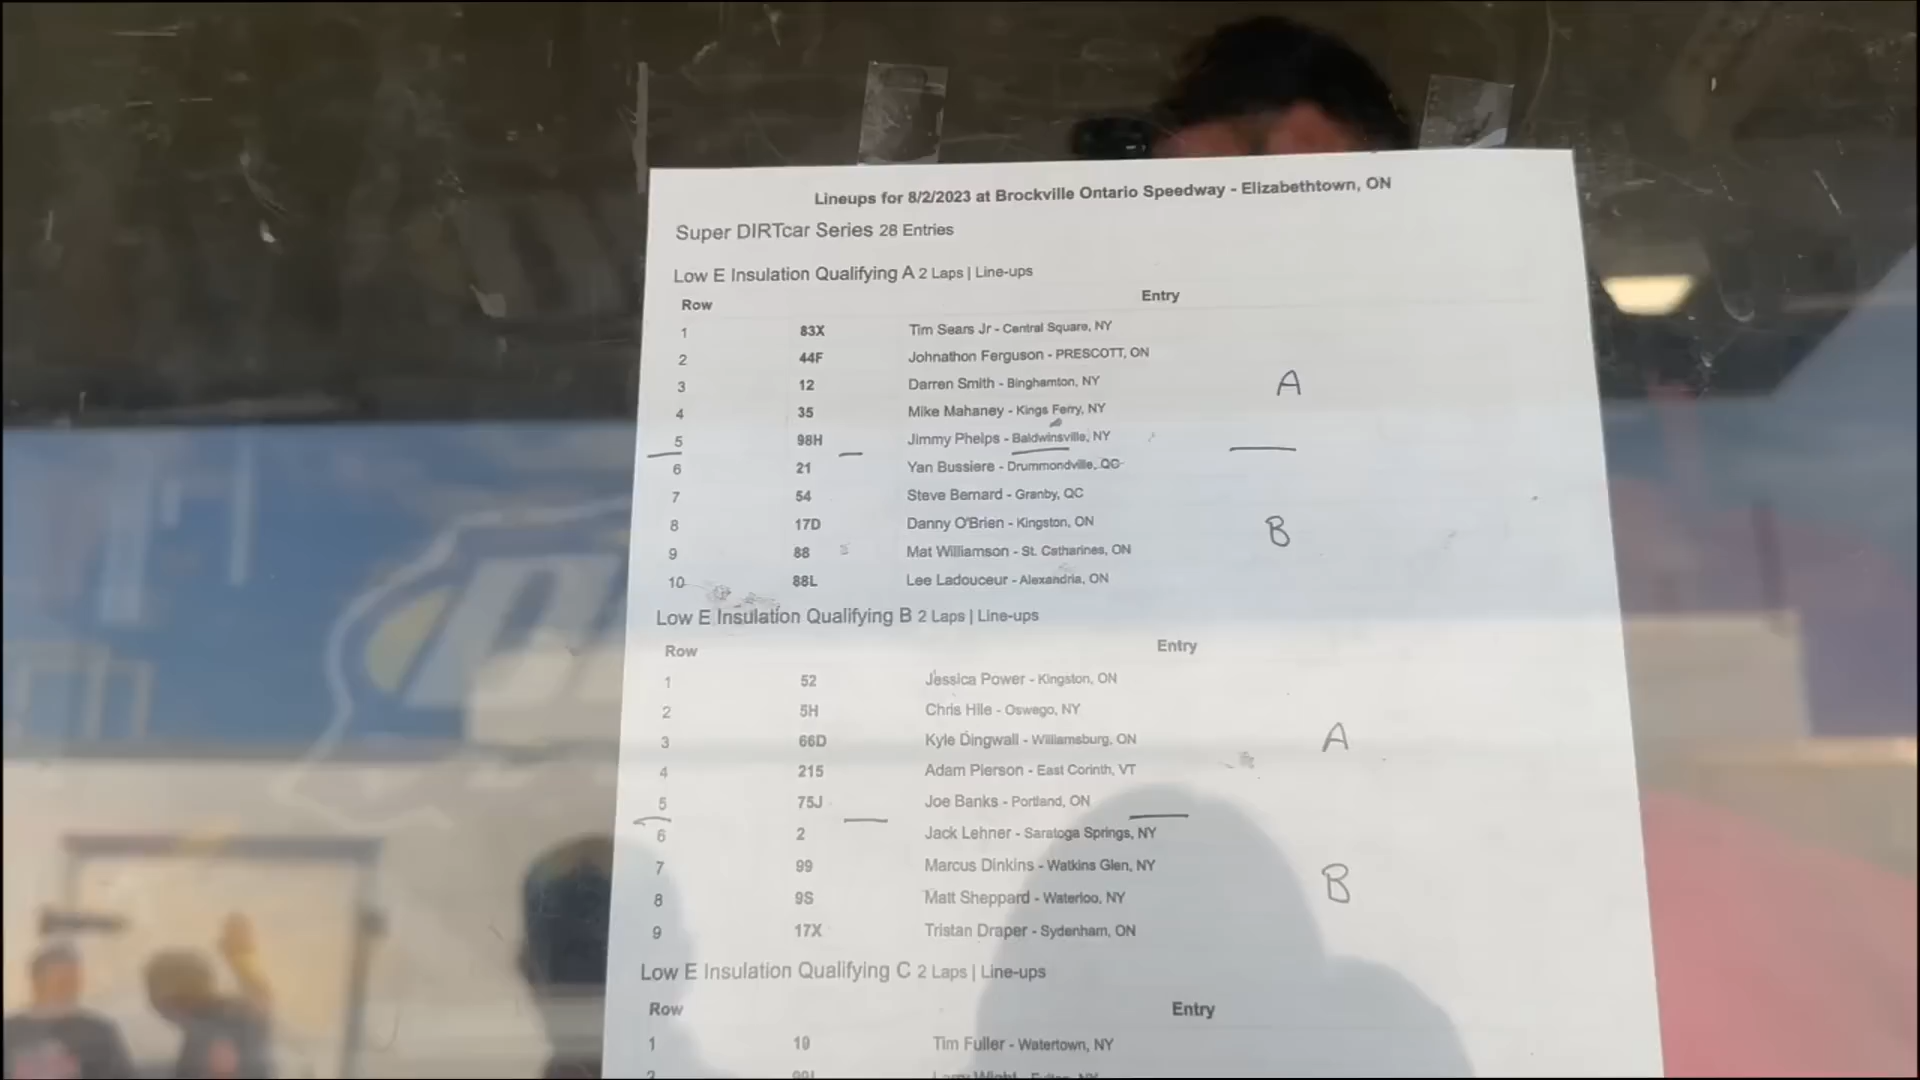 Lineups for 8/2/2023 at Brockville Ontario Speedway - Elizabethtown, ON
Super DIRTcar Series 28 Entries
Low E Insulation Qualifying A 2 Laps | Line-ups
Row Entry
1 83X Tim Sears Jr - Central Square, NY
2 44F Johnathon Ferguson - PRESCOTT, ON
3 12 Darren Smith - Binghamton, NY
A
4 35 Mike Mahaney - Kings Ferry, NY
5 98H Jimmy Phelps - Baldwinsville, NY
6 21 Yan Bussiere - Drummondville, QC
7 54 Steve Bernard - Granby, QC
8 17D Danny O'Brien - Kingston, ON
B
9 88 Mat Williamson - St. Catharines, ON
10 88L Lee Ladouceur - Alexandria, ON
Low E Insulation Qualifying B 2 Laps | Line-ups
Row Entry
1 52 Jessica Power - Kingston, ON
2 5H Chris Hile - Oswego, NY
3 66D Kyle Dingwall - Williamsburg, ON
A
4 215 Adam Pierson - East Corinth, VT
5 75J Joe Banks - Portland, ON
6 2 Jack Lehner - Saratoga Springs, NY
7 99 Marcus Dinkins - Watkins Glen, NY
B
8 9S Matt Sheppard - Waterloo, NY
9 17X Tristan Draper - Sydenham, ON
Low E Insulation Qualifying C 2 Laps | Line-ups
Row Entry
1 19 Tim Fuller - Watertown, NY
2 Larry Wight - Fulton, NY